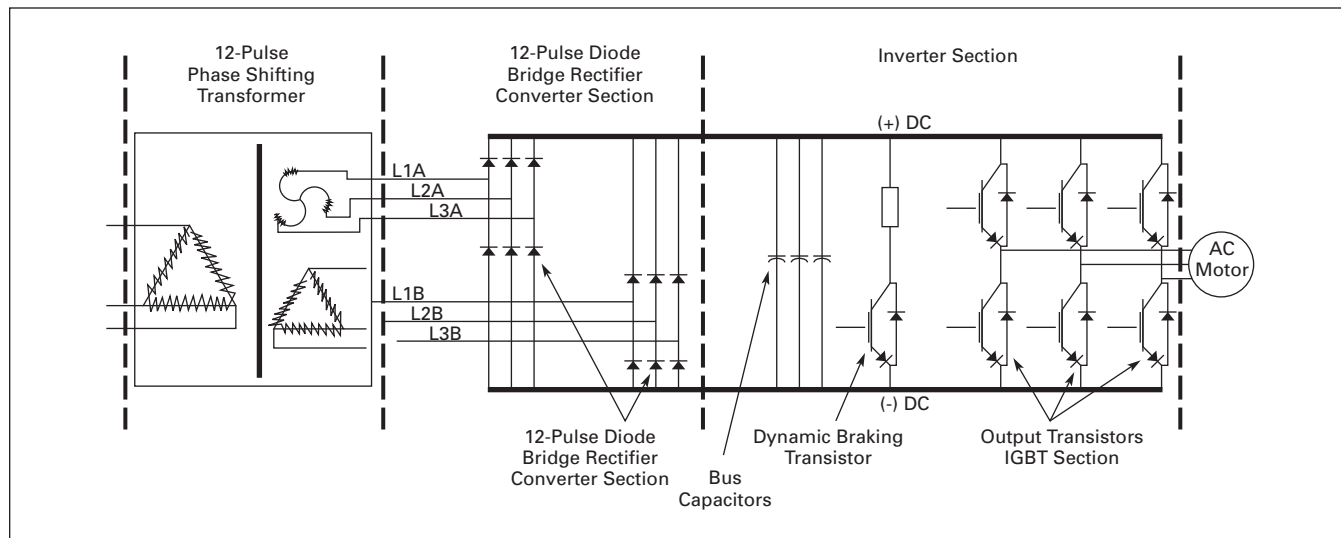 12-Pulse
Phase Shifting
Transformer
12-Pulse Diode
Bridge Rectifier
Converter Section
Inverter Section
(+) DC
L1A
L2A
L3A
L1B
L2B
L3B
AC
Motor
(-) DC
12-Pulse Diode
Bridge Rectifier
Converter Section
Bus
Capacitors
Dynamic Braking
Transistor
Output Transistors
IGBT Section